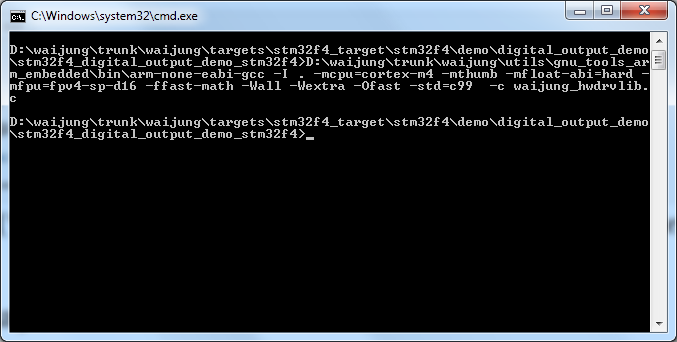 C:\Windows\system32\cmd.exe
D:\waijung\trunk\waijung\targets\stm32f4_target\stm32f4\demo\digital_output_demo
\stm32f4_digital_output_demo_stm32f4>D:\waijung\trunk\waijung\utils\gnu_tools_ar
m_embedded\bin\arm-none-eabi-gcc -I . -mcpu=cortex-m4 -mthumb -mfloat-abi=hard -
mfpu=fpv4-sp-d16 -ffast-math -Wall -Wextra -Ofast -std=c99  -c waijung_hwdrvlib.
c
D:\waijung\trunk\waijung\targets\stm32f4_target\stm32f4\demo\digital_output_demo
\stm32f4_digital_output_demo_stm32f4>_